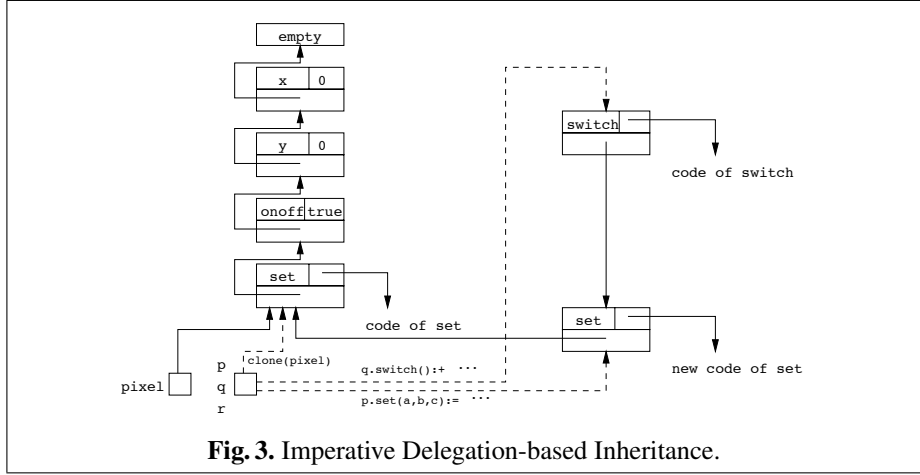 empty
x 0
y 0
switch
code of switch
onoff true
set
code of set
set
new code of set
p
clone(pixel)
pixel
q
q.switch():+ ...
r
p.set(a,b,c):= ...
Fig. 3. Imperative Delegation-based Inheritance.